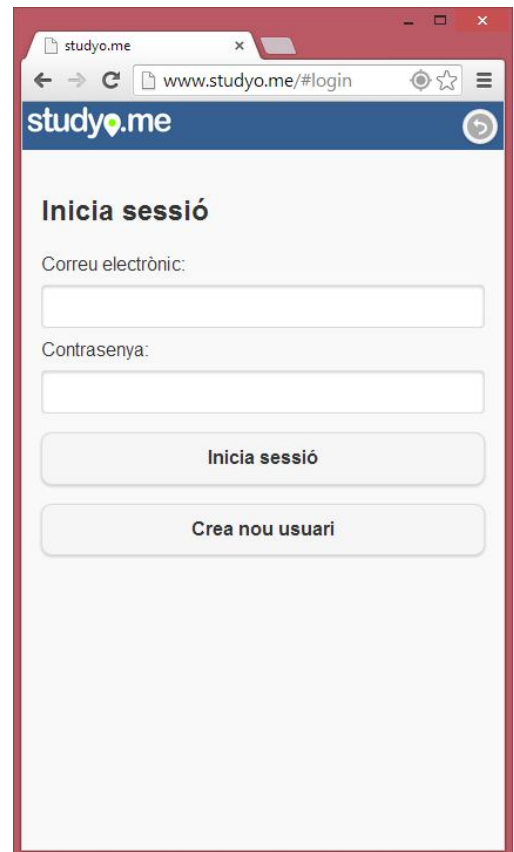 studyo.me
www.studyo.me/#login
studyo.me
Inicia sessió
Correu electrònic:
Contrasenya:
Inicia sessió
Crea nou usuari